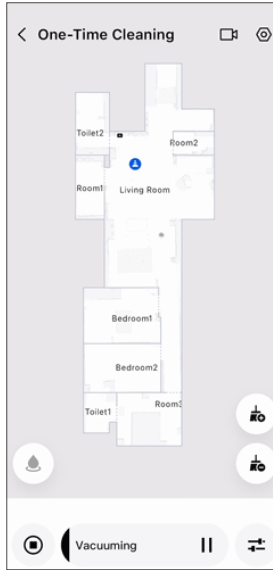 One-Time Cleaning
Toilet2
Room2
Room1
Living Room
Bedroom1
Bedroom2
Room3
Toilet1
Vacuuming